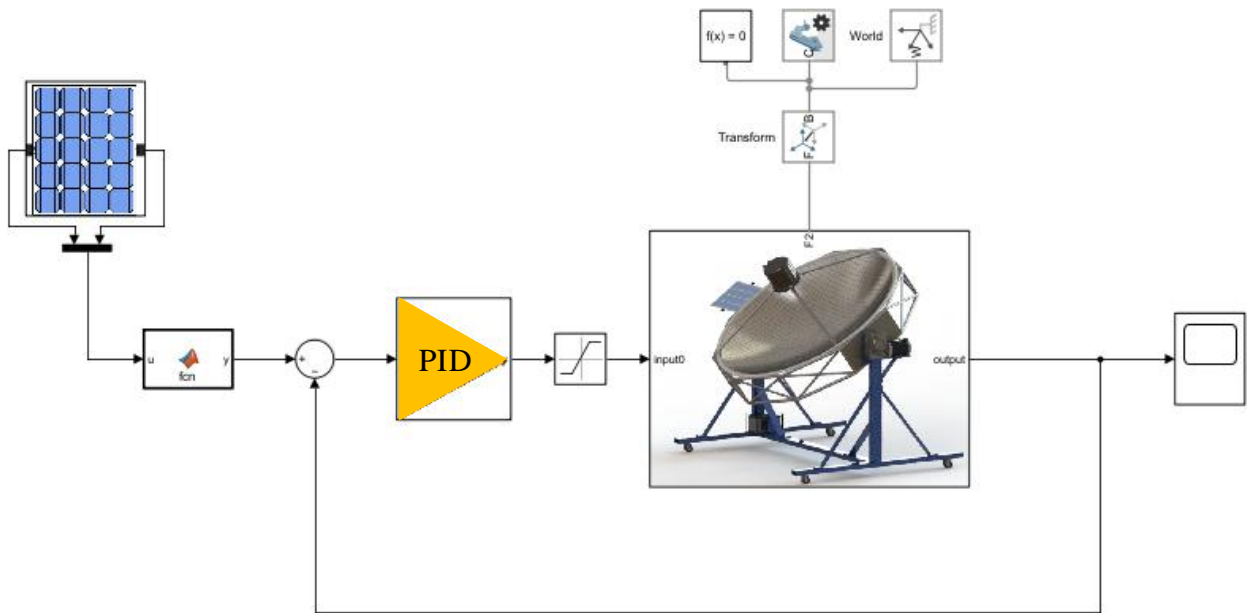 f(x) = 0
C
World
W
B
Transform
F
F2
u
fcn
y
+
−
PID
input0
output